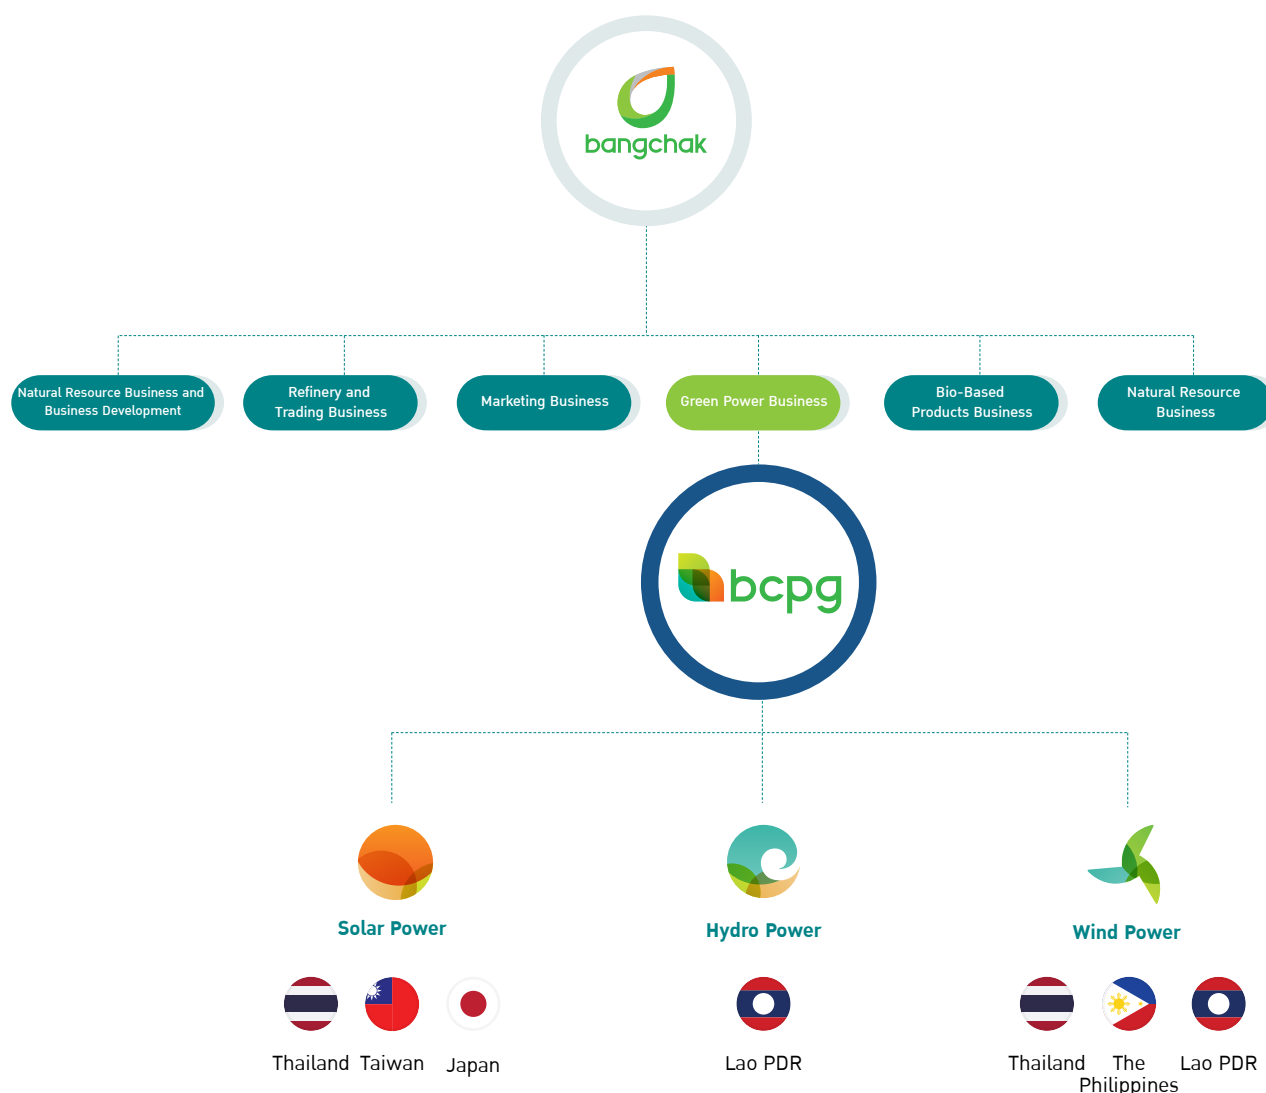 bangchak
Natural Resource Business and
Business Development
Refinery and
Trading Business
Marketing Business
Green Power Business
Bio-Based
Products Business
Natural Resource
Business
bcpg
Solar Power
Hydro Power
Wind Power
Thailand
Taiwan
Japan
Lao PDR
Thailand
The
Philippines
Lao PDR